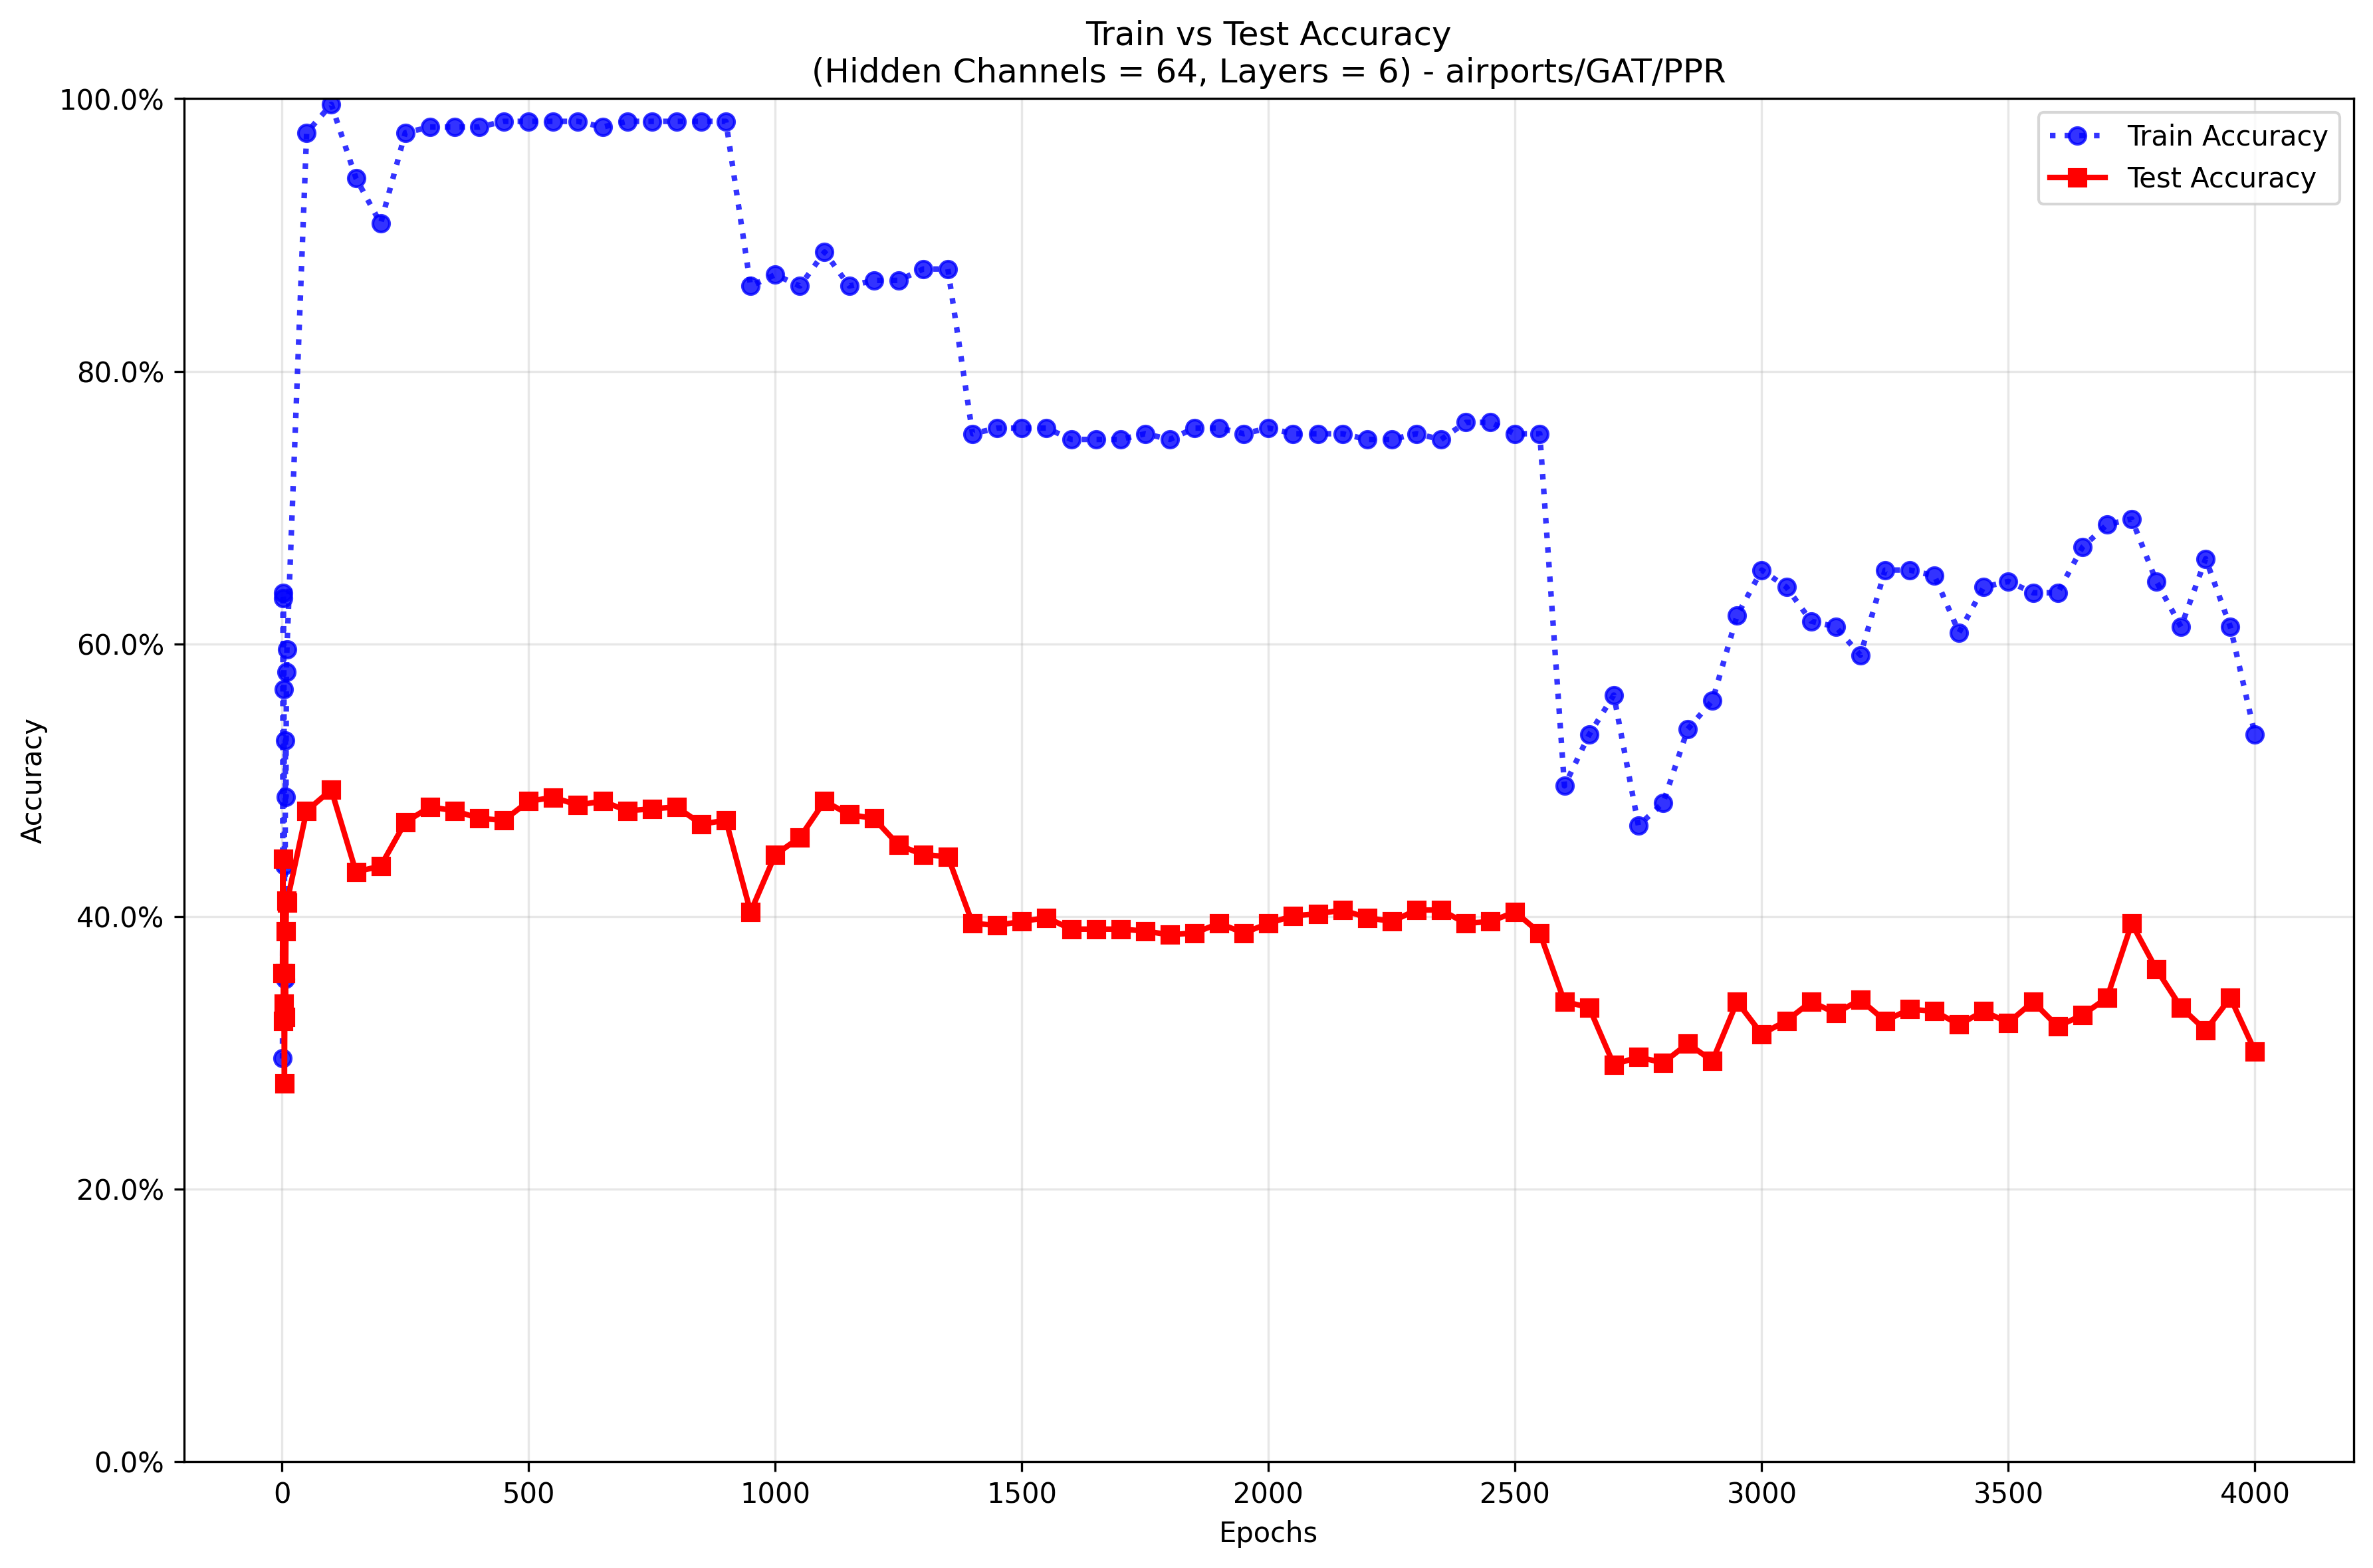 Train vs Test Accuracy
(Hidden Channels = 64, Layers = 6) - airports/GAT/PPR
100.0%
80.0%
60.0%
40.0%
20.0%
0.0%
Accuracy
Train Accuracy
Test Accuracy
0
500
1000
1500
2000
2500
3000
3500
4000
Epochs